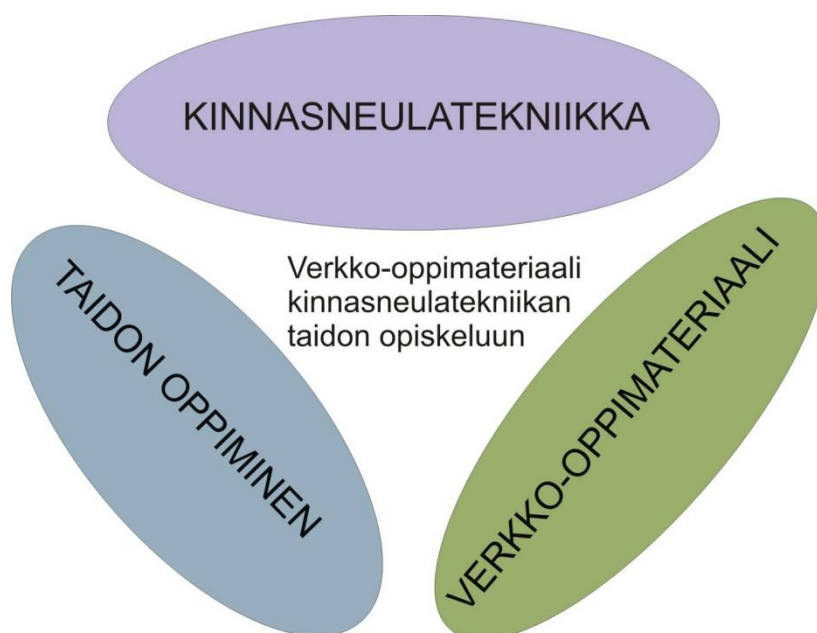 KINNASNEULATEKNIIKKA
Verkko-oppimateriaali
kinnasneulatekniikan
taidon opiskeluun
TAIDON OPPIMINEN
VERKKO-OPPIMATERIAALI